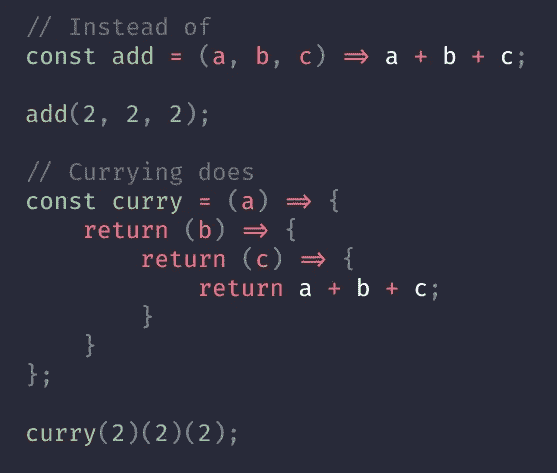 // Instead of
const add = (a, b, c) => a + b + c;

add(2, 2, 2);

// Currying does
const curry = (a) => {
    return (b) => {
        return (c) => {
            return a + b + c;
        }
    }
};

curry(2)(2)(2);